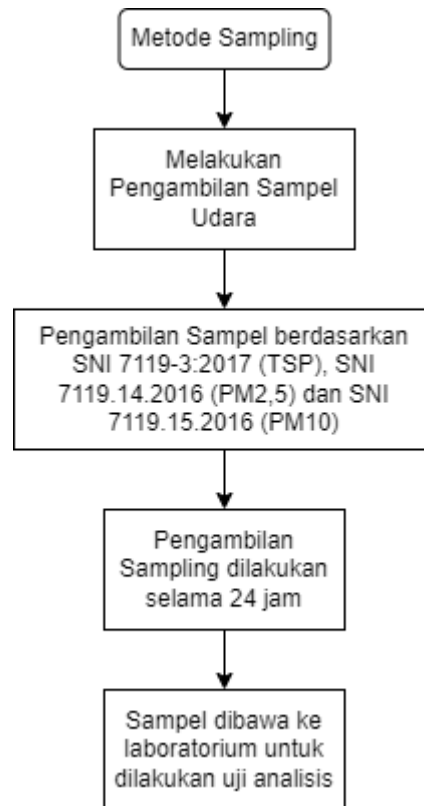 Metode Sampling
Melakukan
Pengambilan Sampel
Udara
Pengambilan Sampel berdasarkan
SNI 7119-3:2017 (TSP), SNI
7119.14.2016 (PM2,5) dan SNI
7119.15.2016 (PM10)
Pengambilan
Sampling dilakukan
selama 24 jam
Sampel dibawa ke
laboratorium untuk
dilakukan uji analisis